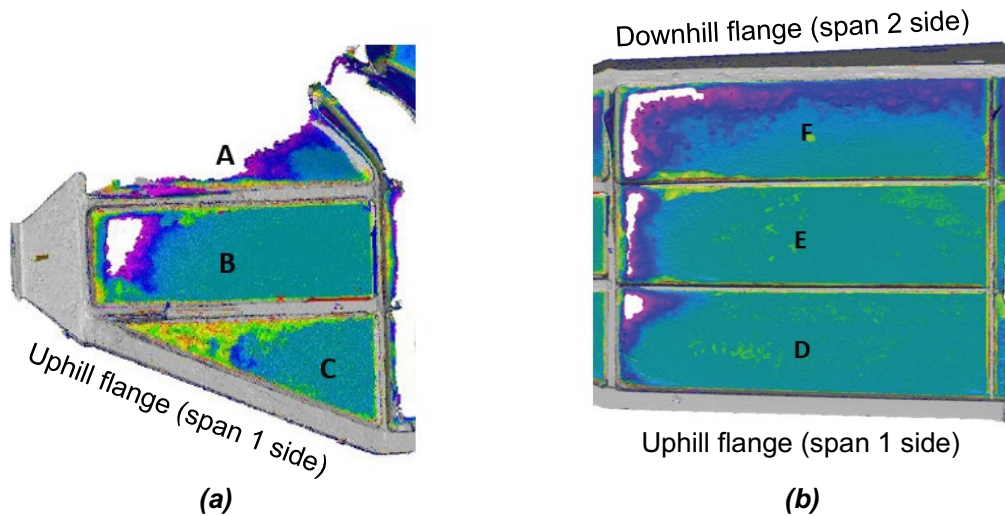 Downhill flange (span 2 side)
A
B
C
Uphill flange (span 1 side)
F
E
D
Uphill flange (span 1 side)
(a)
(b)